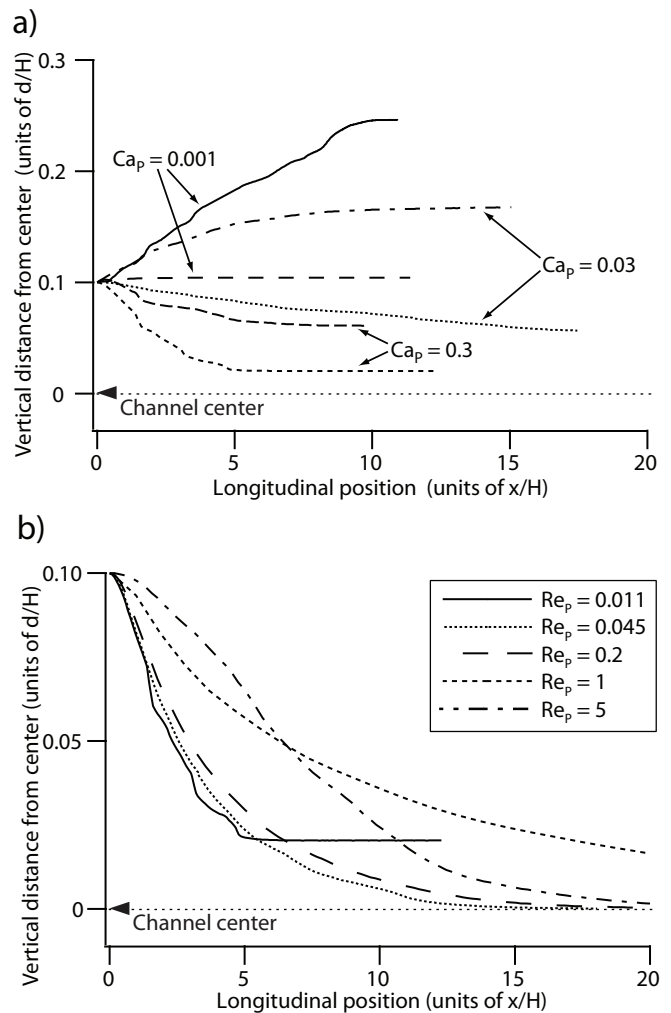 a)
Vertical distance from center (units of d/H)
0.3
0.2
0.1
0
Ca_P = 0.001
Ca_P = 0.03
Ca_P = 0.3
Channel center
0 5 10 15 20
Longitudinal position (units of x/H)
b)
Vertical distance from center (units of d/H)
0.10
0.05
0
Re_P = 0.011
Re_P = 0.045
Re_P = 0.2
Re_P = 1
Re_P = 5
Channel center
0 5 10 15 20
Longitudinal position (units of x/H)